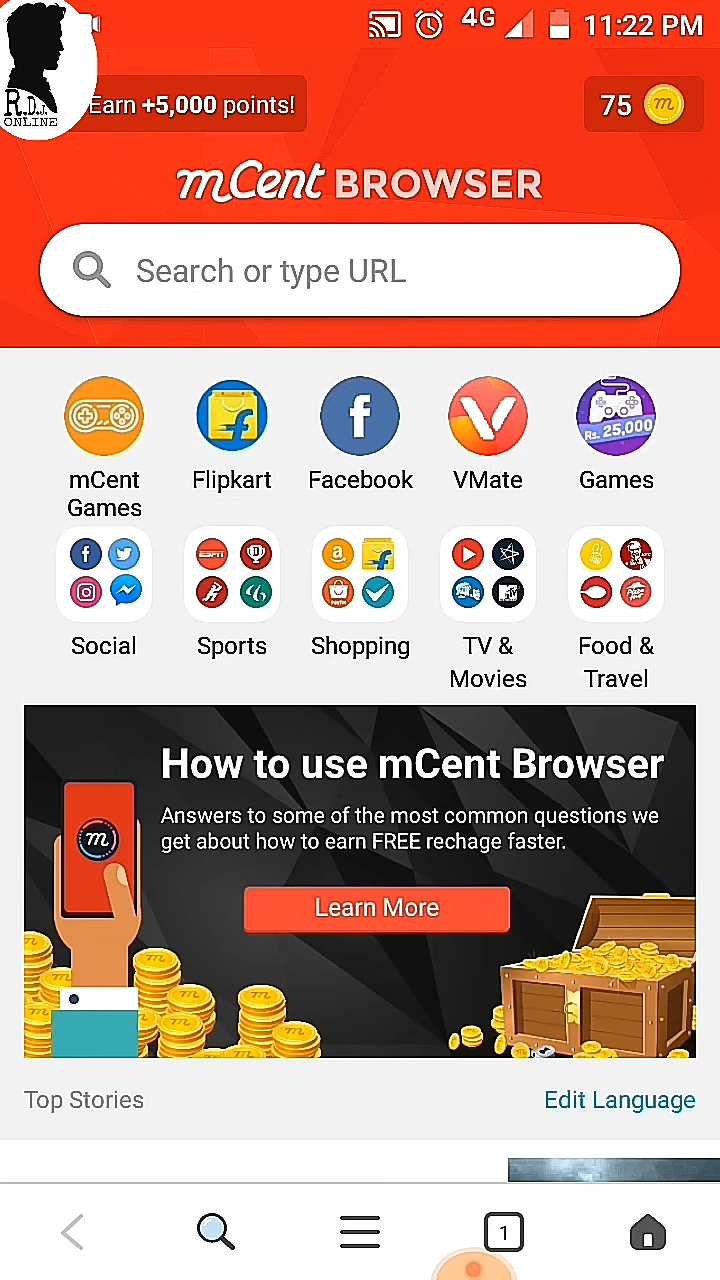 4G 11:22 PM
R.D.J.
ONLINE
Earn +5,000 points!
75 m
mCent BROWSER
Search or type URL
Rs. 25,000
mCent
Games
Flipkart
Facebook
VMate
Games
Social
Sports
Shopping
TV &
Movies
Food &
Travel
How to use mCent Browser
Answers to some of the most common questions we
get about how to earn FREE rechage faster.
Learn More
Top Stories
Edit Language
1